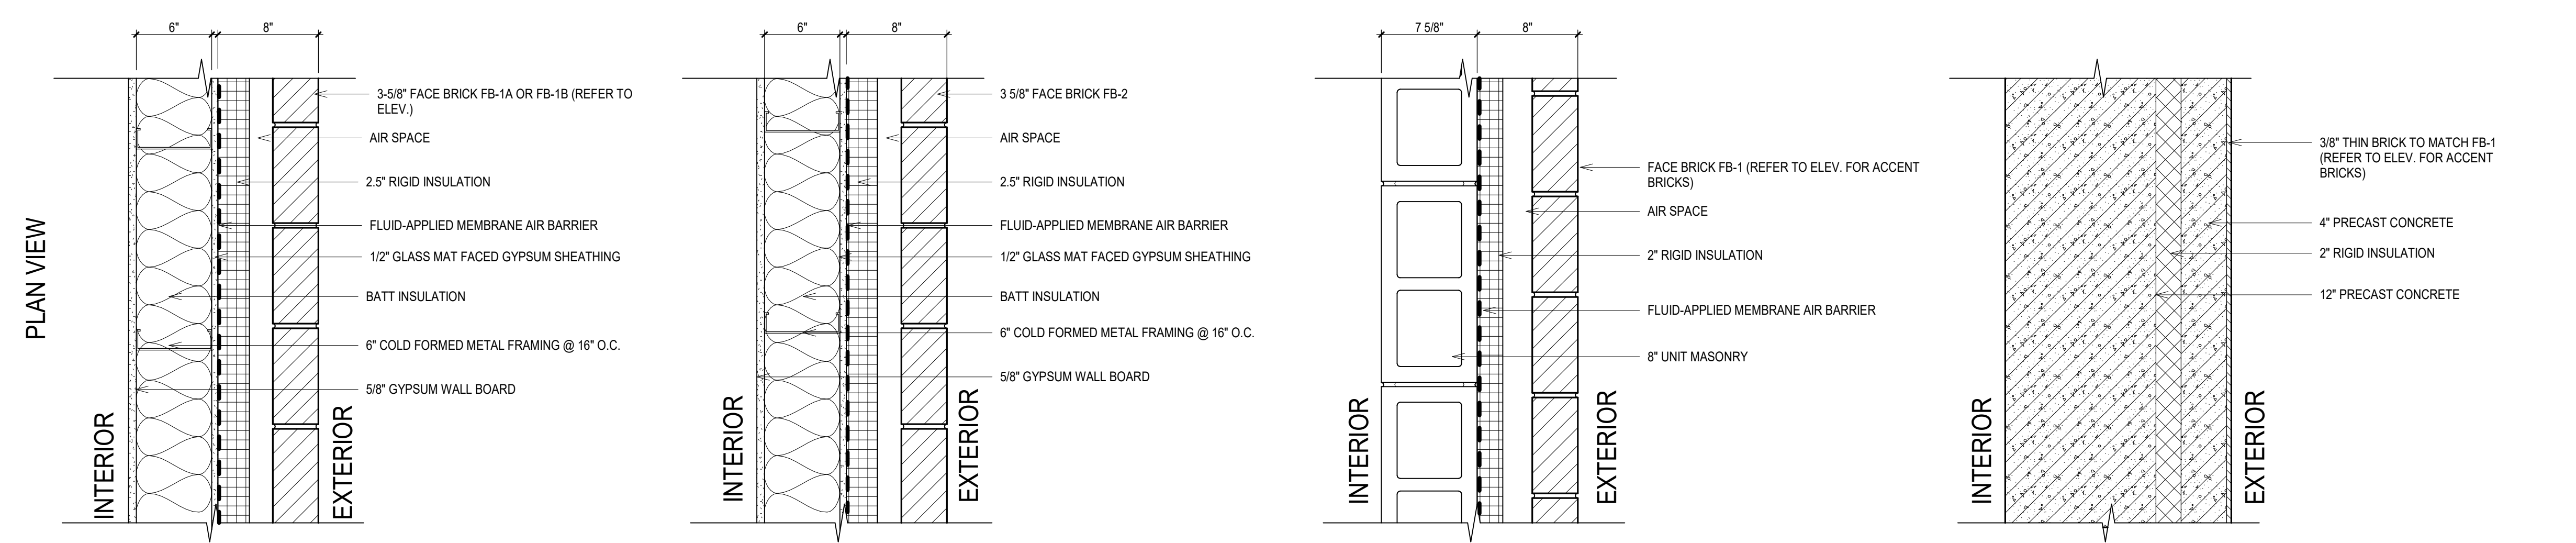 PLAN VIEW
6"
8"
3-5/8" FACE BRICK FB-1A OR FB-1B (REFER TO
ELEV.)
AIR SPACE
2.5" RIGID INSULATION
FLUID-APPLIED MEMBRANE AIR BARRIER
1/2" GLASS MAT FACED GYPSUM SHEATHING
BATT INSULATION
6" COLD FORMED METAL FRAMING @ 16" O.C.
5/8" GYPSUM WALL BOARD
INTERIOR
EXTERIOR
6"
8"
3 5/8" FACE BRICK FB-2
AIR SPACE
2.5" RIGID INSULATION
FLUID-APPLIED MEMBRANE AIR BARRIER
1/2" GLASS MAT FACED GYPSUM SHEATHING
BATT INSULATION
6" COLD FORMED METAL FRAMING @ 16" O.C.
5/8" GYPSUM WALL BOARD
INTERIOR
EXTERIOR
7 5/8"
8"
FACE BRICK FB-1 (REFER TO ELEV. FOR ACCENT
BRICKS)
AIR SPACE
2" RIGID INSULATION
FLUID-APPLIED MEMBRANE AIR BARRIER
8" UNIT MASONRY
INTERIOR
EXTERIOR
3/8" THIN BRICK TO MATCH FB-1
(REFER TO ELEV. FOR ACCENT
BRICKS)
4" PRECAST CONCRETE
2" RIGID INSULATION
12" PRECAST CONCRETE
INTERIOR
EXTERIOR